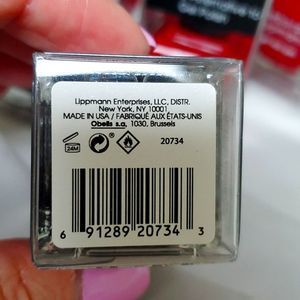 Lippmann Enterprises, LLC, DISTR.
New York, NY 10001
MADE IN USA / FABRIQUÉ AUX ÉTATS-UNIS
Obelis s.a, 1030, Brussels
24M
20734
6 91289 20734 3